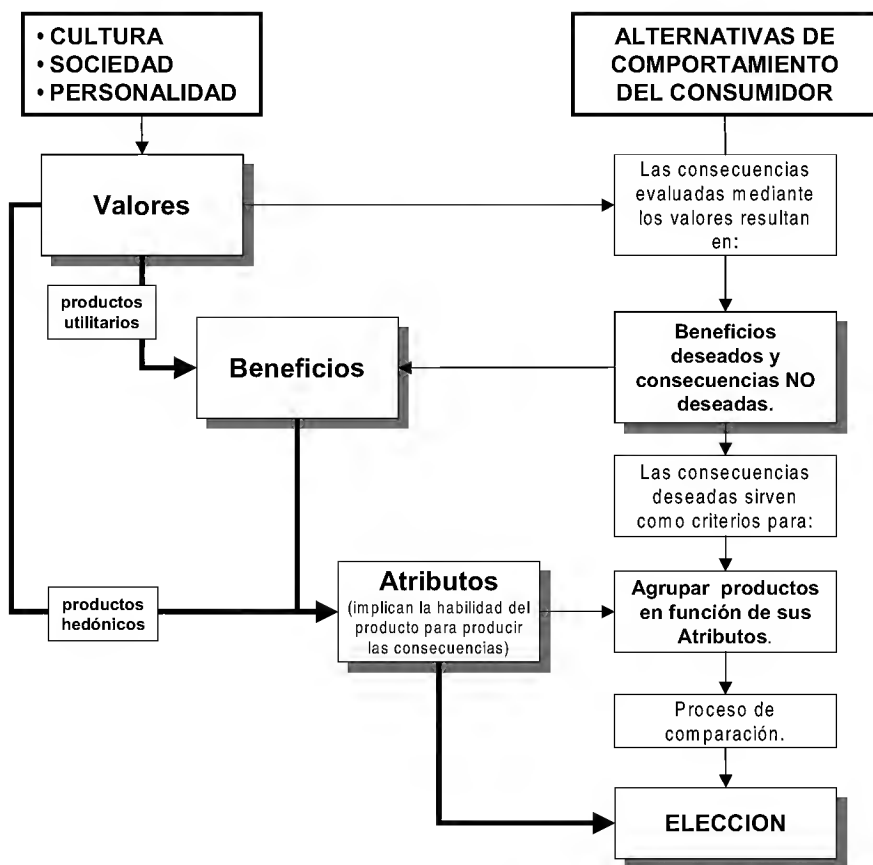 • CULTURA
• SOCIEDAD
• PERSONALIDAD
ALTERNATIVAS DE
COMPORTAMIENTO
DEL CONSUMIDOR
Valores
Las consecuencias
evaluadas mediante
los valores resultan
en:
productos
utilitarios
Beneficios
Beneficios
deseados y
consecuencias NO
deseadas.
Las consecuencias
deseadas sirven
como criterios para:
productos
hedónicos
Atributos
(implican la habilidad del
producto para producir
las consecuencias)
Agrupar productos
en función de sus
Atributos.
Proceso de
comparación.
ELECCION